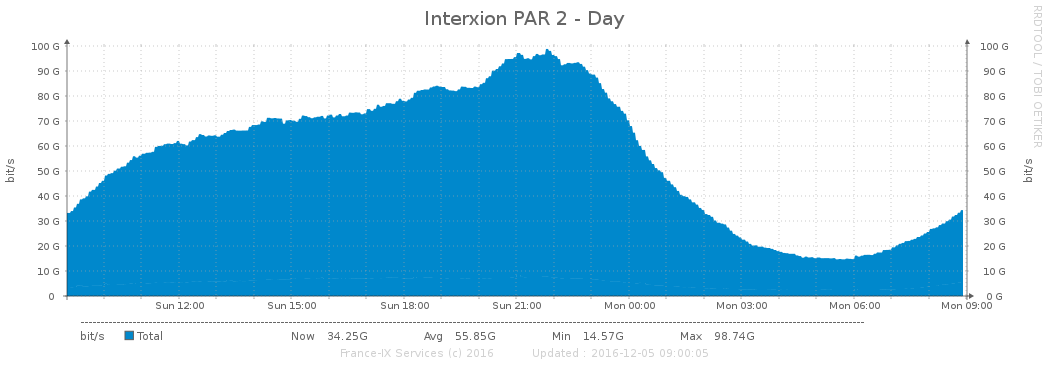 Interxion PAR 2 - Day
RRDTOOL / TOBI OETIKER
bit/s
100 G
90 G
80 G
70 G
60 G
50 G
40 G
30 G
20 G
10 G
0
100 G
90 G
80 G
70 G
60 G
50 G
40 G
30 G
20 G
10 G
0 G
bit/s
Sun 12:00 Sun 15:00 Sun 18:00 Sun 21:00 Mon 00:00 Mon 03:00 Mon 06:00 Mon 09:00
bit/s Total Now 34.25G Avg 55.85G Min 14.57G Max 98.74G
France-IX Services (c) 2016 Updated : 2016-12-05 09:00:05